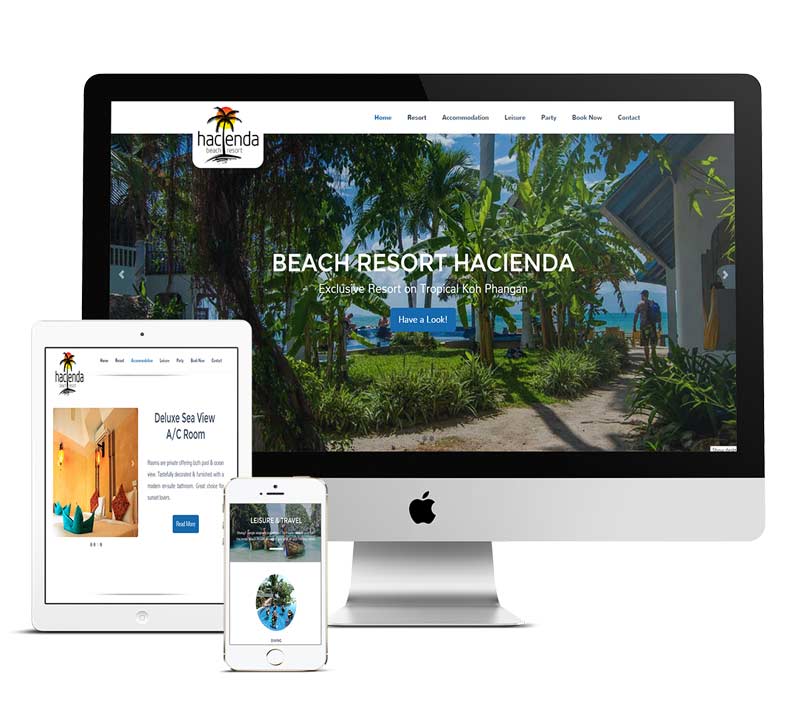 hacienda
beach resort
Home Resort Accommodation Leisure Party Book Now Contact
BEACH RESORT HACIENDA
Exclusive Resort on Tropical Koh Phangan
Have a Look!
hacienda
Home Resort Accommodation Leisure Party Book Now Contact
Deluxe Sea View
A/C Room
Rooms are private offering both pool & ocean
view. Tastefully decorated & furnished with a
modern en-suite bathroom. Great choice for
sunset lovers.
Read More
LEISURE & TRAVEL
DIVING